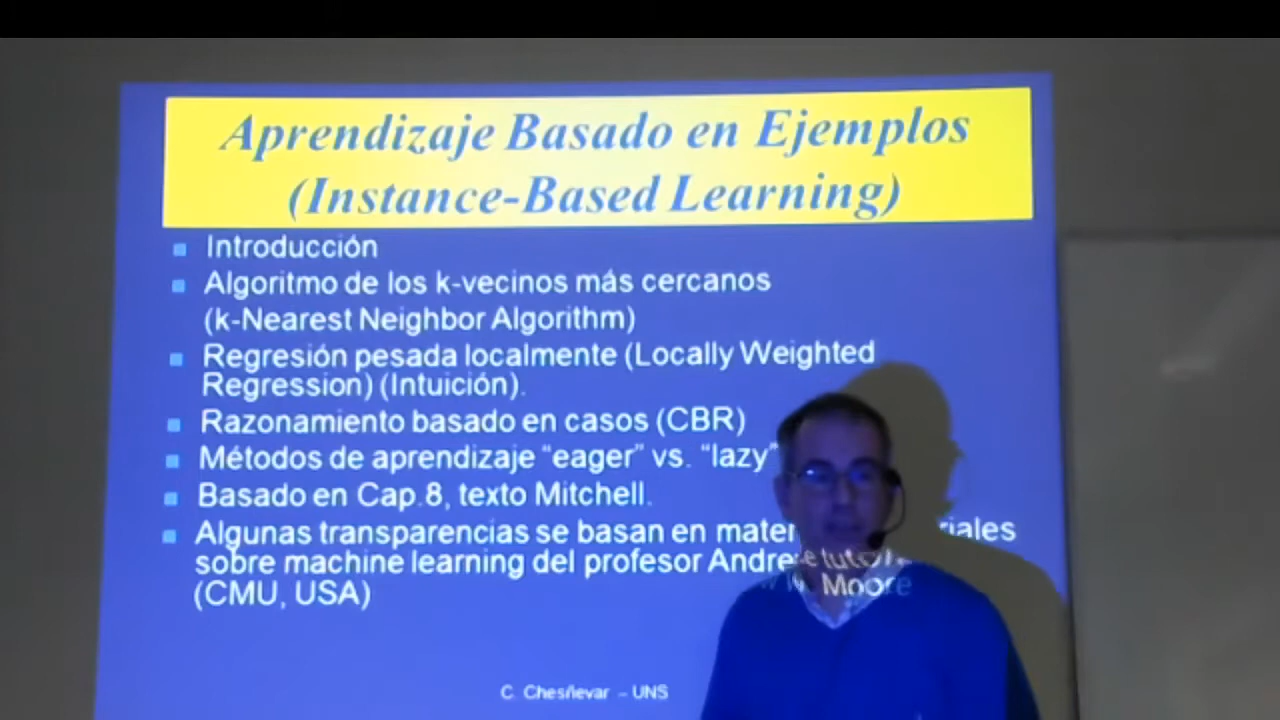 Aprendizaje Basado en Ejemplos
(Instance-Based Learning)
Introducción
Algoritmo de los k-vecinos más cercanos
(k-Nearest Neighbor Algorithm)
Regresión pesada localmente (Locally Weighted
Regression) (Intuición).
Razonamiento basado en casos (CBR)
Métodos de aprendizaje “eager” vs. “lazy”
Basado en Cap.8, texto Mitchell.
Algunas transparencias se basan en
sobre machine learning del profesor Moore
(CMU, USA)
C. Chesñevar – UNS